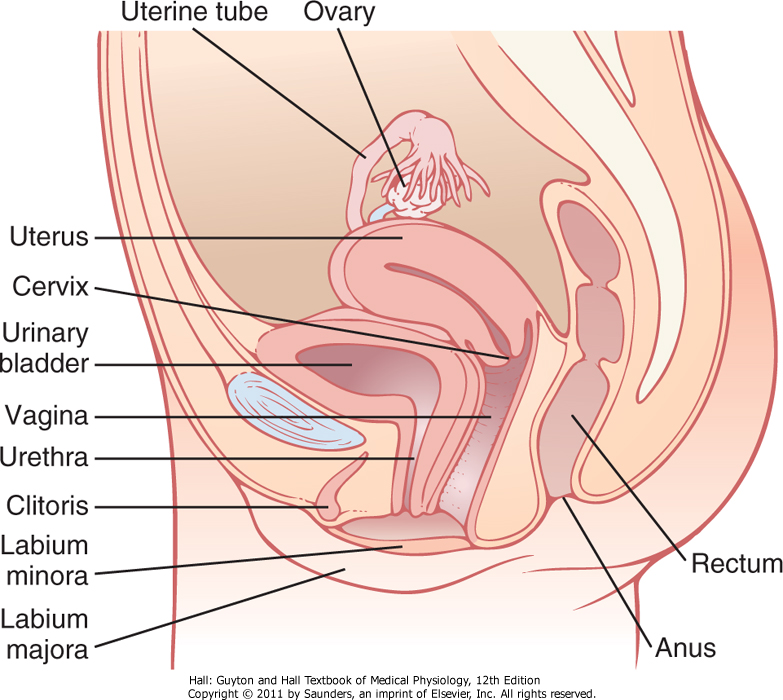 Uterine tube
Ovary
Uterus
Cervix
Urinary
bladder
Vagina
Urethra
Clitoris
Labium
minora
Labium
majora
Rectum
Anus
Hall: Guyton and Hall Textbook of Medical Physiology, 12th Edition
Copyright © 2011 by Saunders, an imprint of Elsevier, Inc. All rights reserved.